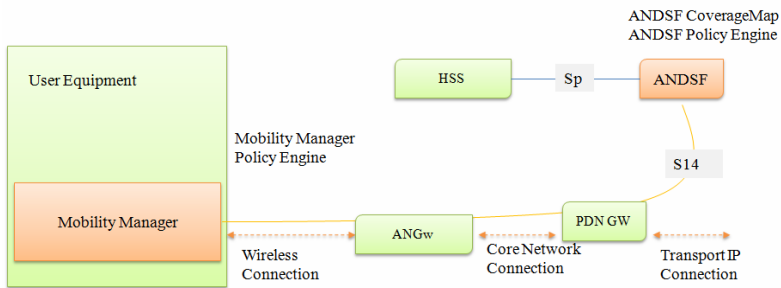 ANDSF CoverageMap
ANDSF Policy Engine
User Equipment
HSS
Sp
ANDSF
Mobility Manager
Policy Engine
S14
Mobility Manager
ANGw
PDN GW
Wireless
Connection
Core Network
Connection
Transport IP
Connection